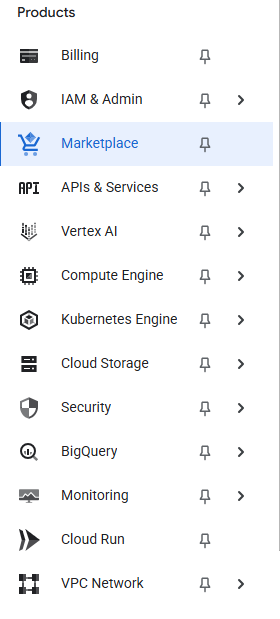 Products
Billing
IAM & Admin
Marketplace
API APIs & Services
Vertex AI
Compute Engine
Kubernetes Engine
Cloud Storage
Security
BigQuery
Monitoring
Cloud Run
VPC Network